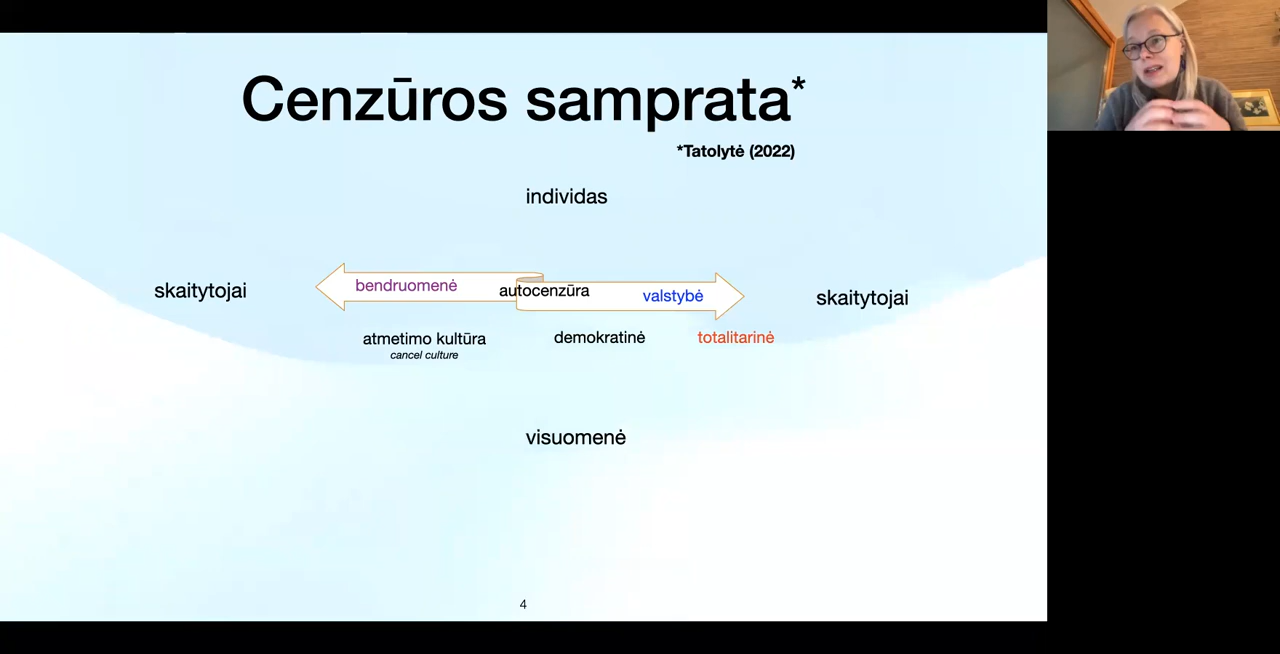 Cenzūros samprata*
*Tatolytė (2022)
individas
skaitytojai
bendruomenė
autocenzūra
valstybė
skaitytojai
atmetimo kultūra
cancel culture
demokratinė
totalitarinė
visuomenė
4